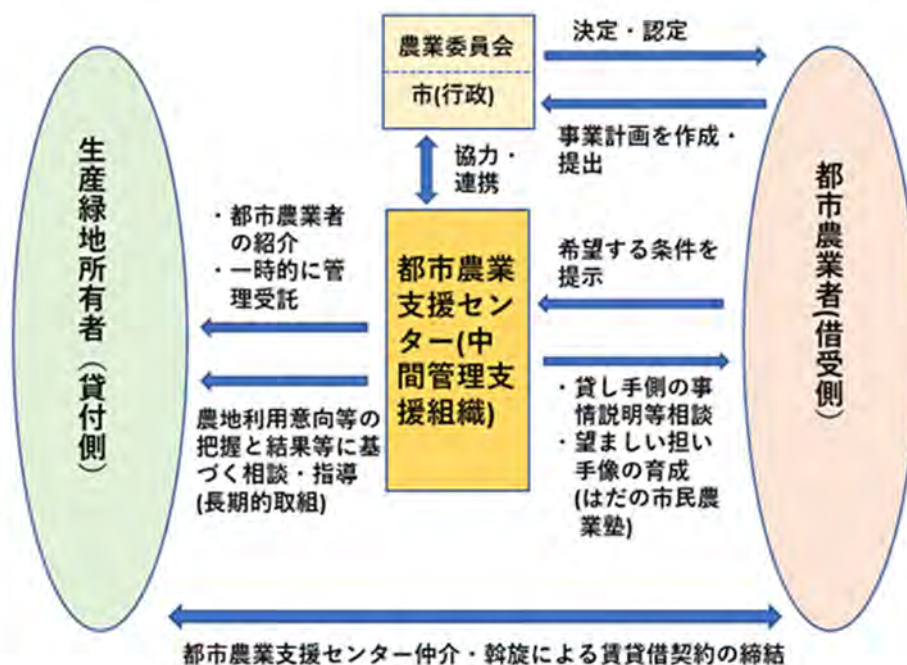 農業委員会
市(行政)
決定・認定
事業計画を作成・
提出
協力・
連携
生産緑地所有者（貸付側）
・都市農業者
の紹介
・一時的に管
理受託
農地利用意向等の
把握と結果等に基
づく相談・指導
(長期的取組)
都市農業
支援セン
ター(中
間管理支
援組織)
希望する条件を
提示
・貸し手側の事
情説明等相談
・望ましい担い
手像の育成
(はだの市民農
業塾)
都市農業者(借受側)
都市農業支援センター仲介・斡旋による賃貸借契約の締結